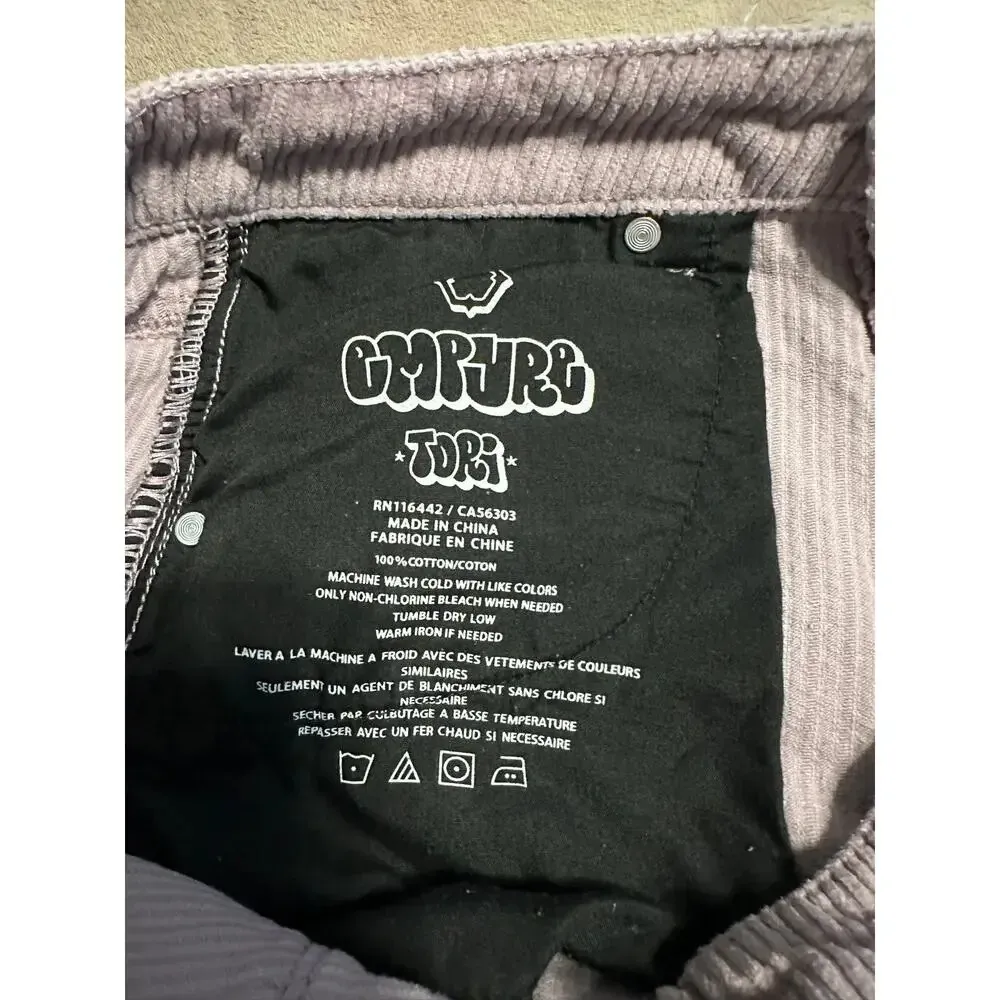 EMPYRE
*TORI*
RN116442 / CA56303
MADE IN CHINA
FABRIQUE EN CHINE
100%COTTON/COTON
MACHINE WASH COLD WITH LIKE COLORS
ONLY NON-CHLORINE BLEACH WHEN NEEDED
TUMBLE DRY LOW
WARM IRON IF NEEDED
LAVER A LA MACHINE A FROID AVEC DES VETEMENTS DE COULEURS
SIMILAIRES
SEULEMENT UN AGENT DE BLANCHIMENT SANS CHLORE SI
NECESSAIRE
SECHER PAR CULBUTAGE A BASSE TEMPERATURE
REPASSER AVEC UN FER CHAUD SI NECESSAIRE